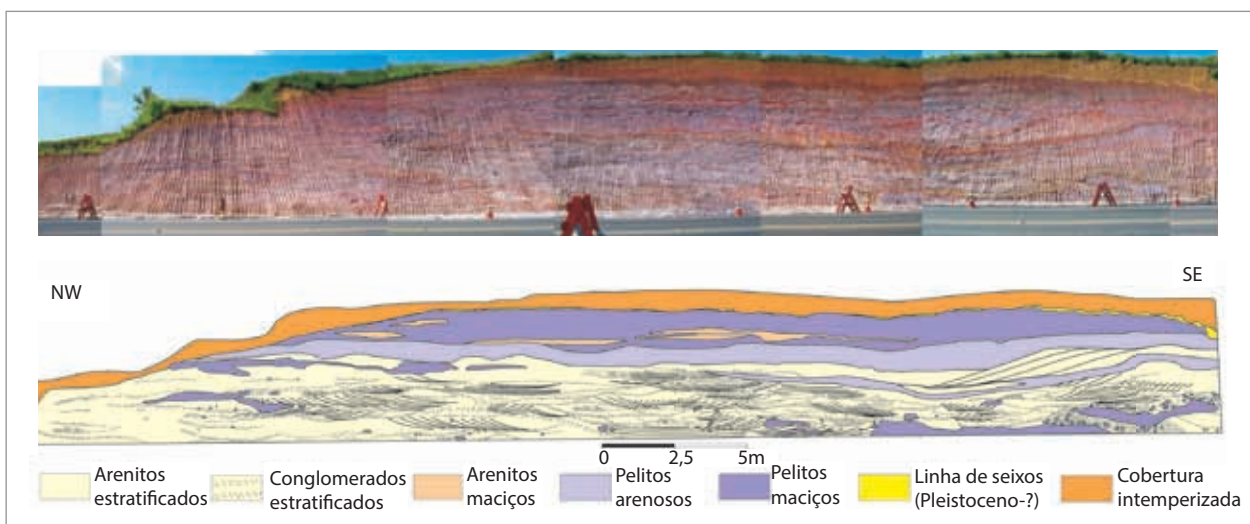 NW
SE
0 2,5 5m
Arenitos estratificados
Conglomerados estratificados
Arenitos maciços
Pelitos arenosos
Pelitos maciços
Linha de seixos (Pleistoceno-?)
Cobertura intemperizada